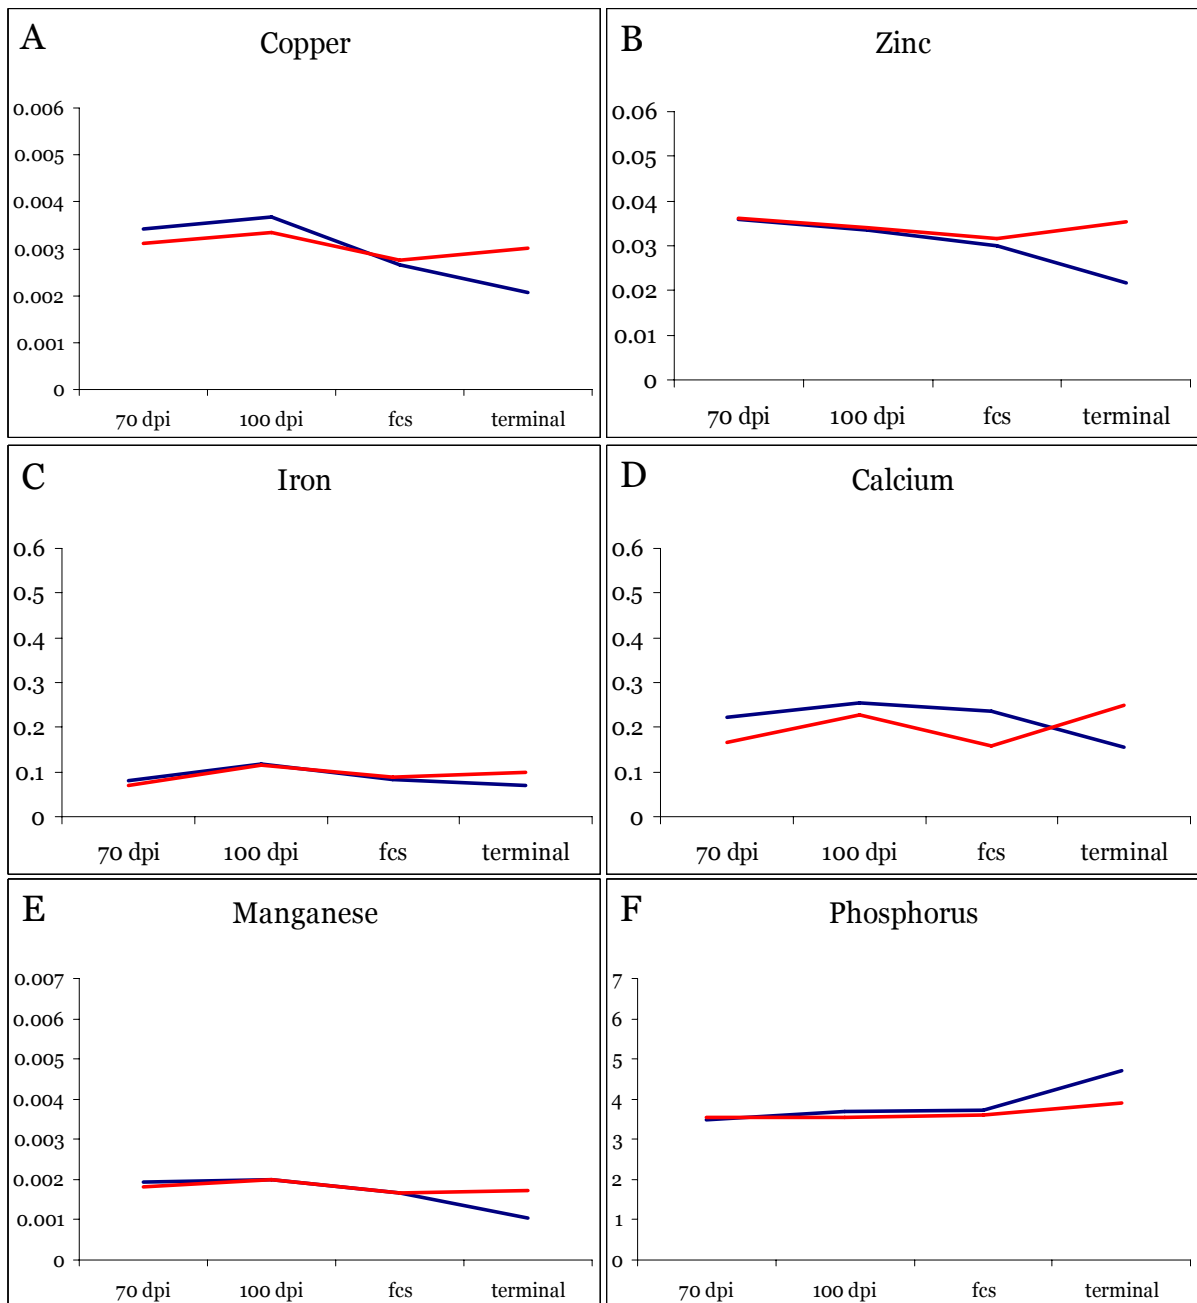 A
Copper
0.006
0.005
0.004
0.003
0.002
0.001
0
70 dpi 100 dpi fcs terminal
B
Zinc
0.06
0.05
0.04
0.03
0.02
0.01
0
70 dpi 100 dpi fcs terminal
C
Iron
0.6
0.5
0.4
0.3
0.2
0.1
0
70 dpi 100 dpi fcs terminal
D
Calcium
0.6
0.5
0.4
0.3
0.2
0.1
0
70 dpi 100 dpi fcs terminal
E
Manganese
0.007
0.006
0.005
0.004
0.003
0.002
0.001
0
70 dpi 100 dpi fcs terminal
F
Phosphorus
7
6
5
4
3
2
1
0
70 dpi 100 dpi fcs terminal